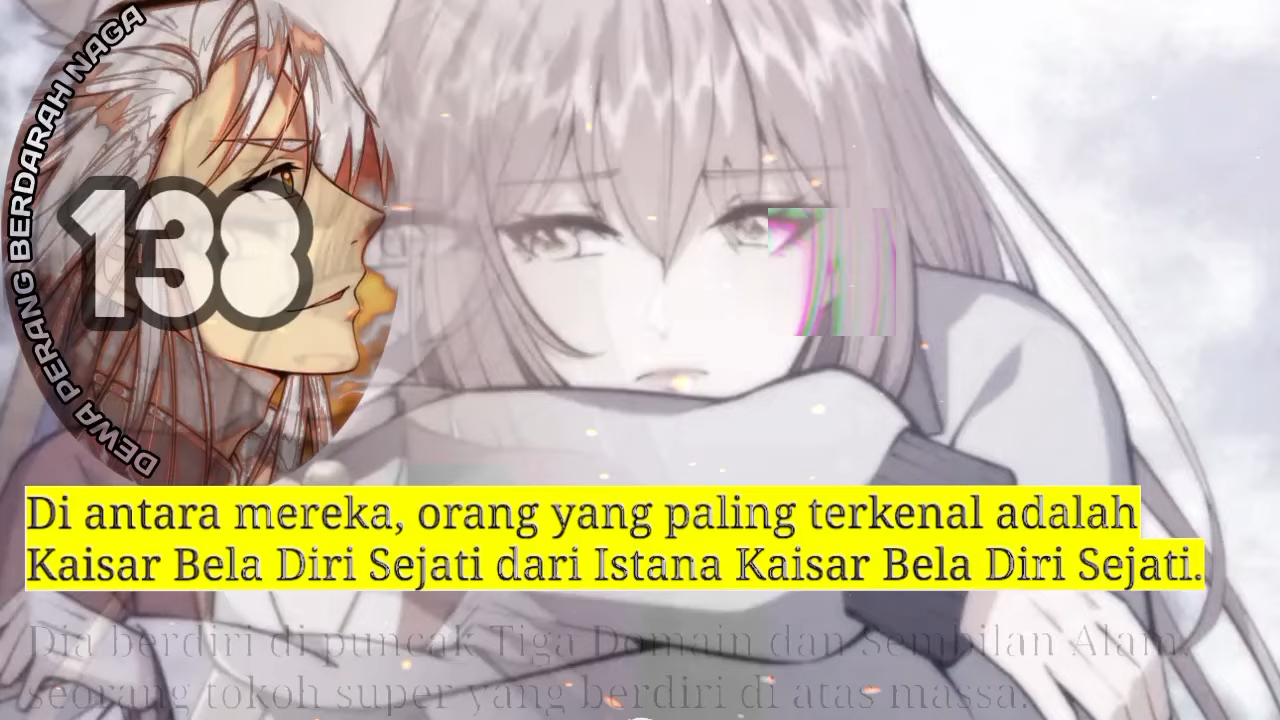 DEWA PERANG BERDARAH NAGA
138
Di antara mereka, orang yang paling terkenal adalah
Kaisar Bela Diri Sejati dari Istana Kaisar Bela Diri Sejati.
Dia berdiri di puncak Tiga Domain dan Sembilan Alam,
seorang tokoh super yang berdiri di atas massa.